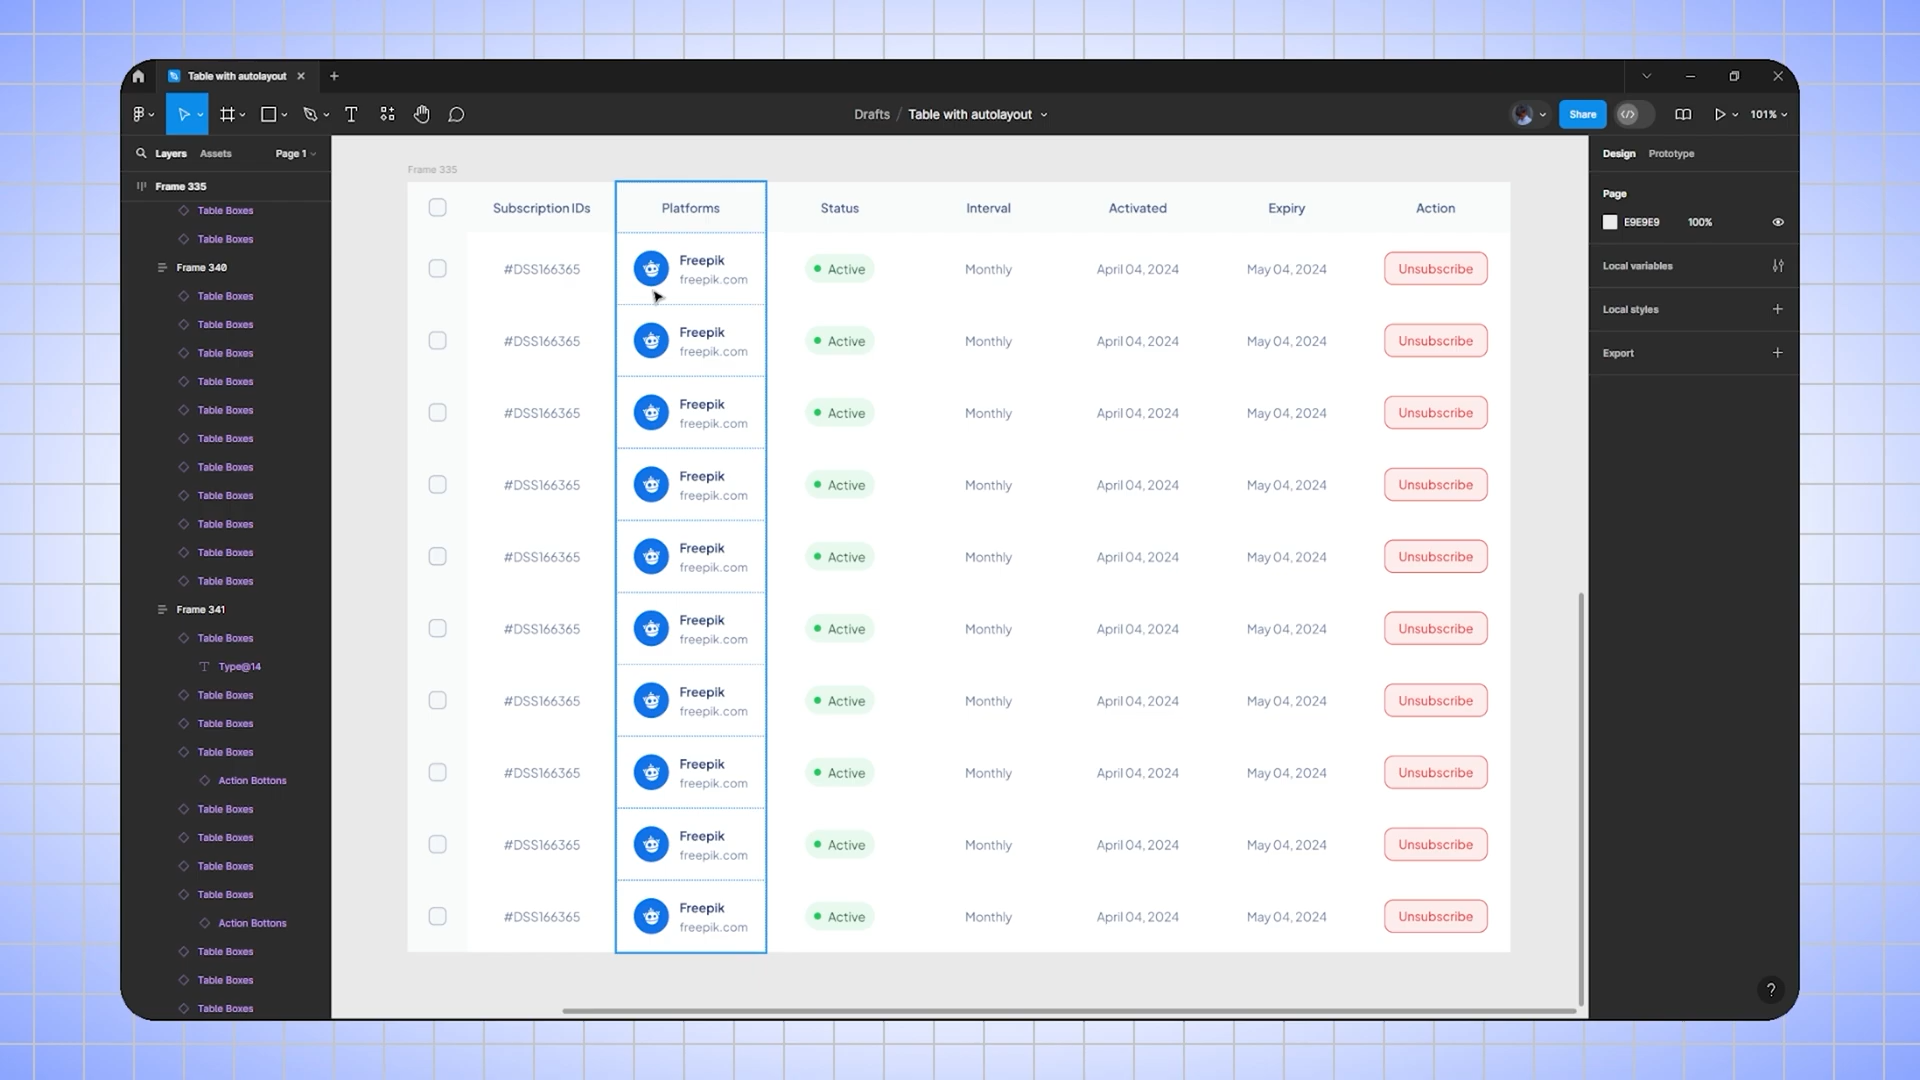 Table with autolayout
Drafts / Table with autolayout
Share
101%
Layers Assets Page 1
Frame 335
Table Boxes
Table Boxes
Frame 340
Table Boxes
Table Boxes
Table Boxes
Table Boxes
Table Boxes
Table Boxes
Table Boxes
Table Boxes
Table Boxes
Table Boxes
Table Boxes
Frame 341
Table Boxes
Type@14
Table Boxes
Table Boxes
Table Boxes
Action Bottons
Table Boxes
Table Boxes
Table Boxes
Table Boxes
Action Bottons
Table Boxes
Table Boxes
Table Boxes
Frame 335
Subscription IDs Platforms Status Interval Activated Expiry Action
#DSS166365 Freepik freepik.com Active Monthly April 04, 2024 May 04, 2024 Unsubscribe
#DSS166365 Freepik freepik.com Active Monthly April 04, 2024 May 04, 2024 Unsubscribe
#DSS166365 Freepik freepik.com Active Monthly April 04, 2024 May 04, 2024 Unsubscribe
#DSS166365 Freepik freepik.com Active Monthly April 04, 2024 May 04, 2024 Unsubscribe
#DSS166365 Freepik freepik.com Active Monthly April 04, 2024 May 04, 2024 Unsubscribe
#DSS166365 Freepik freepik.com Active Monthly April 04, 2024 May 04, 2024 Unsubscribe
#DSS166365 Freepik freepik.com Active Monthly April 04, 2024 May 04, 2024 Unsubscribe
#DSS166365 Freepik freepik.com Active Monthly April 04, 2024 May 04, 2024 Unsubscribe
#DSS166365 Freepik freepik.com Active Monthly April 04, 2024 May 04, 2024 Unsubscribe
#DSS166365 Freepik freepik.com Active Monthly April 04, 2024 May 04, 2024 Unsubscribe
Design Prototype
Page
E9E9E9 100%
Local variables
Local styles
Export
?